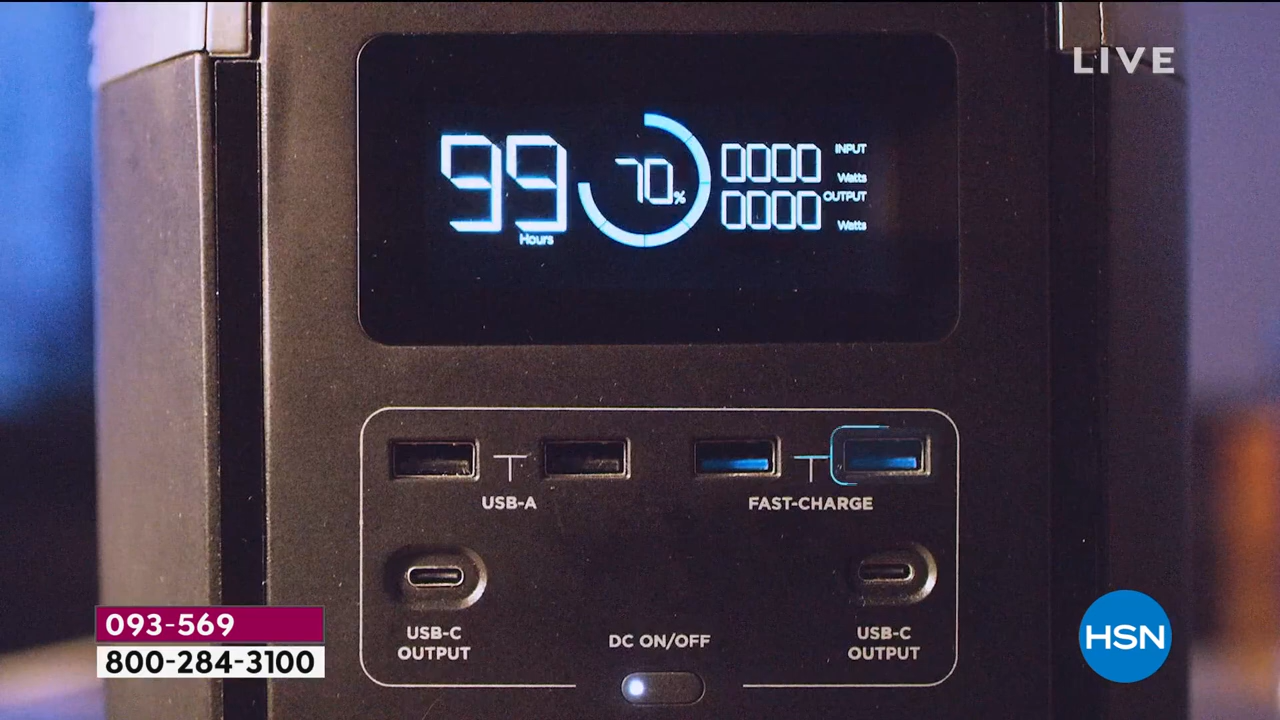 LIVE
99
Hours
70%
0000
INPUT
Watts
0000
OUTPUT
Watts
USB-A
FAST-CHARGE
USB-C
OUTPUT
DC ON/OFF
USB-C
OUTPUT
093-569
800-284-3100
HSN